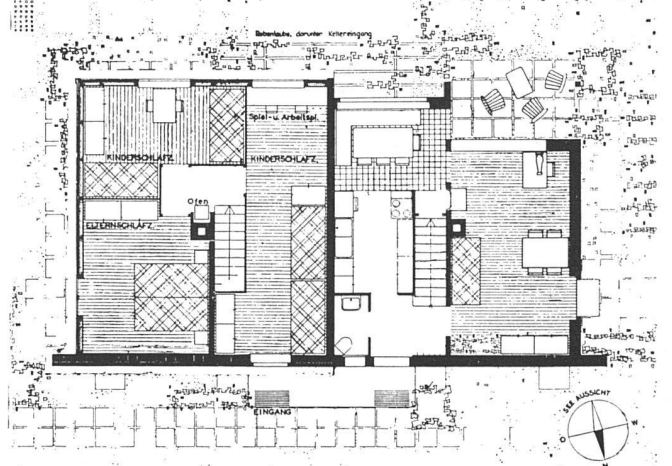 Rebenlaube, darunter Kellereingang
Spiel- u. Arbeitspl.
KINDERSCHLAFZ.
KINDERSCHLAFZ.
Ofen
ELTERNSCHLAFZ.
EINGANG
SEE AUSSICHT
O
W
N